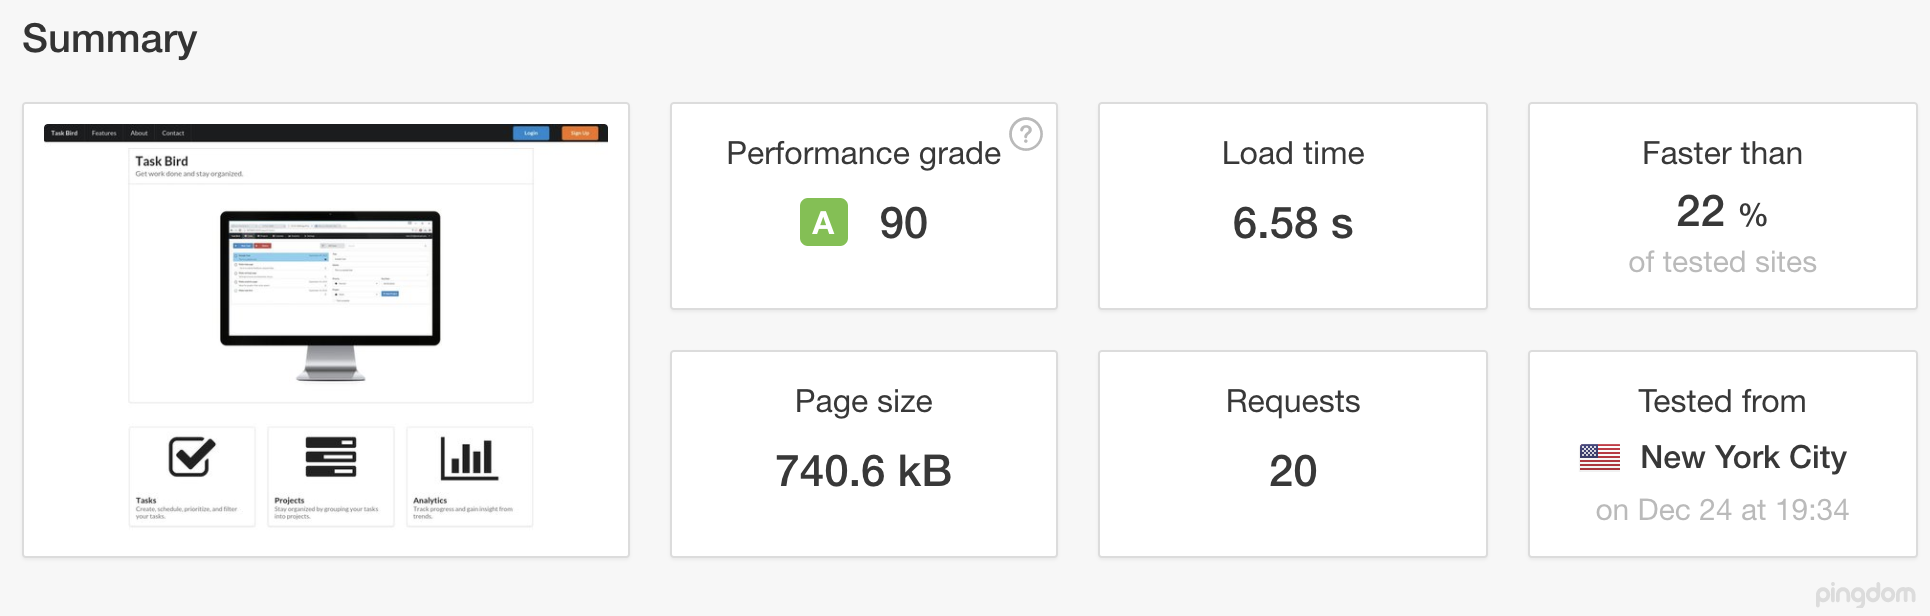 Summary
Task Bird Features About Contact Login Sign Up
Task Bird
Get work done and stay organized.
Tasks
Create, schedule, prioritize, and filter
your tasks.
Projects
Stay organized by grouping your tasks
into projects.
Analytics
Track progress and gain insight from
trends.
Performance grade ?
A 90
Load time
6.58 s
Faster than
22 %
of tested sites
Page size
740.6 kB
Requests
20
Tested from
New York City
on Dec 24 at 19:34
pingdom